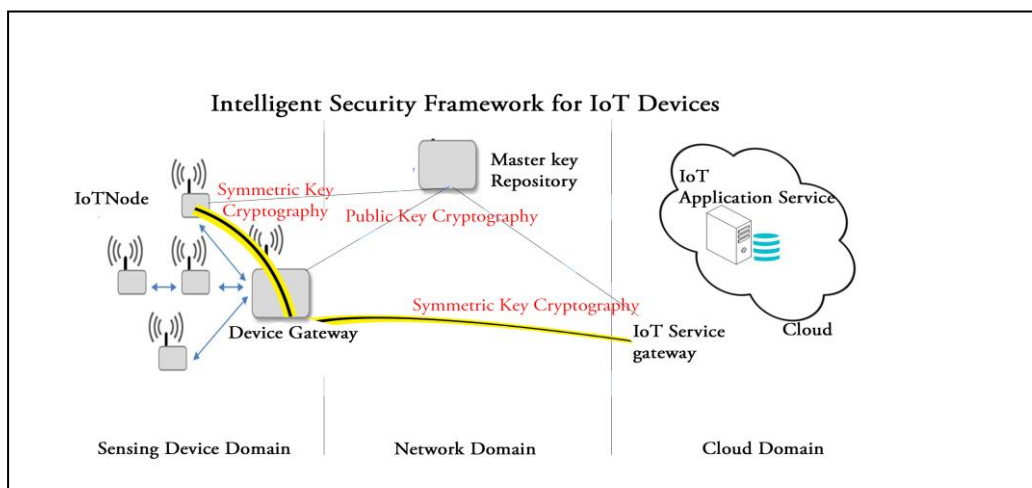 Intelligent Security Framework for IoT Devices
IoTNode
Symmetric Key
Cryptography
Master key
Repository
Public Key Cryptography
IoT
Application Service
Symmetric Key Cryptography
Device Gateway
IoT Service
gateway
Cloud
Sensing Device Domain
Network Domain
Cloud Domain